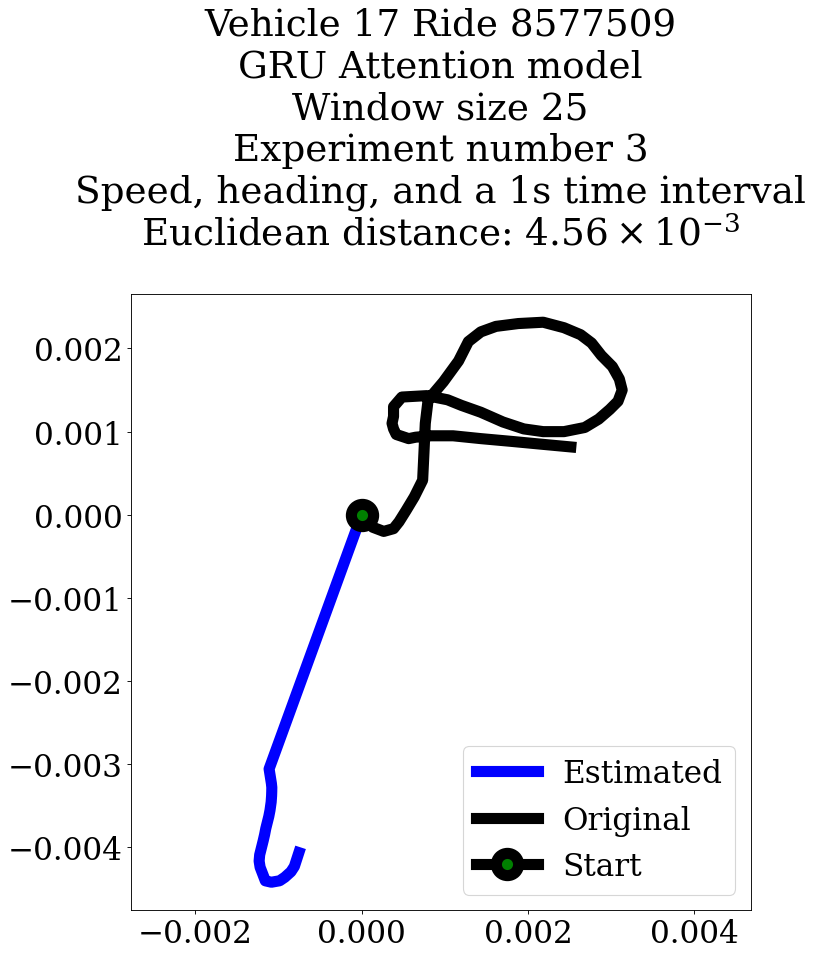 Vehicle 17 Ride 8577509
GRU Attention model
Window size 25
Experiment number 3
Speed, heading, and a 1s time interval
Euclidean distance: 4.56 × 10⁻³
0.002
0.001
0.000
−0.001
−0.002
−0.003
−0.004
Estimated
Original
Start
−0.002 0.000 0.002 0.004